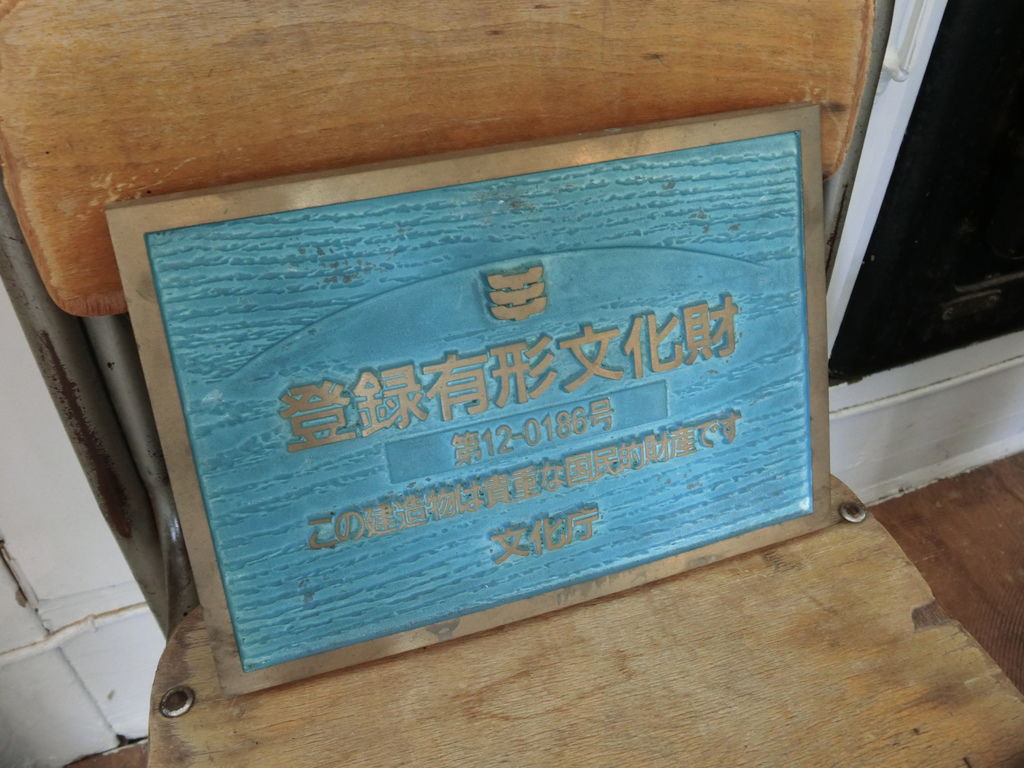 登録有形文化財
第12-0186号
この建造物は貴重な国民的財産です
文化庁